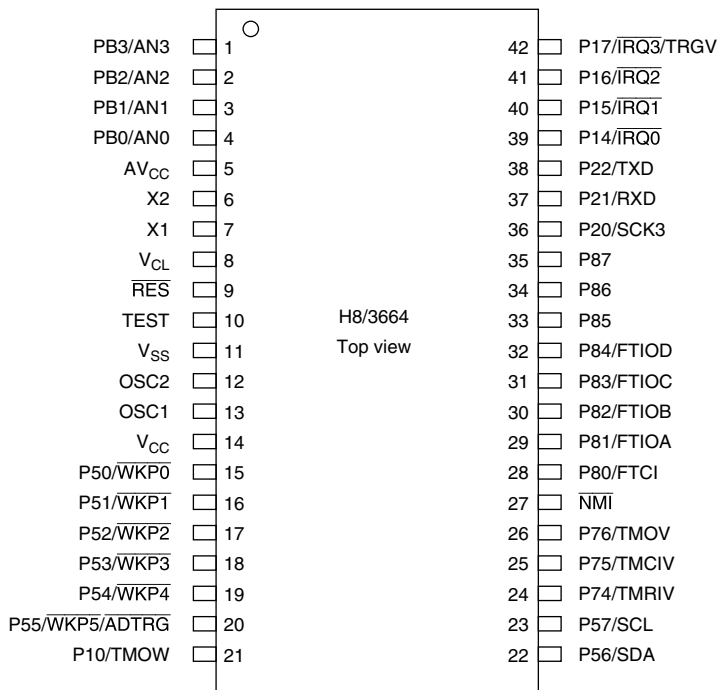 PB3/AN3 1 42 P17/IRQ3/TRGV
PB2/AN2 2 41 P16/IRQ2
PB1/AN1 3 40 P15/IRQ1
PB0/AN0 4 39 P14/IRQ0
AVCC 5 38 P22/TXD
X2 6 37 P21/RXD
X1 7 36 P20/SCK3
VCL 8 35 P87
RES 9 34 P86
TEST 10 H8/3664 33 P85
VSS 11 Top view 32 P84/FTIOD
OSC2 12 31 P83/FTIOC
OSC1 13 30 P82/FTIOB
VCC 14 29 P81/FTIOA
P50/WKP0 15 28 P80/FTCI
P51/WKP1 16 27 NMI
P52/WKP2 17 26 P76/TMOV
P53/WKP3 18 25 P75/TMCIV
P54/WKP4 19 24 P74/TMRIV
P55/WKP5/ADTRG 20 23 P57/SCL
P10/TMOW 21 22 P56/SDA